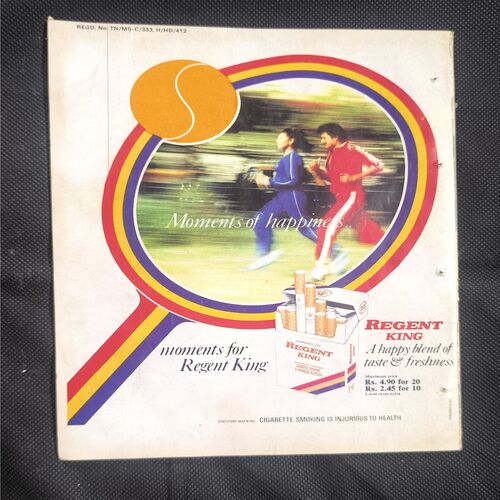 REGD. No. TN/MS-C/333, H/HD/412
Moments of happiness...
moments for
Regent King
REGENT
KING
REGENT
KING
A happy blend of
taste & freshness
MAXIMUM PRICE
Rs. 4.90 for 20
Rs. 2.45 for 10
STATUTORY WARNING: CIGARETTE SMOKING IS INJURIOUS TO HEALTH